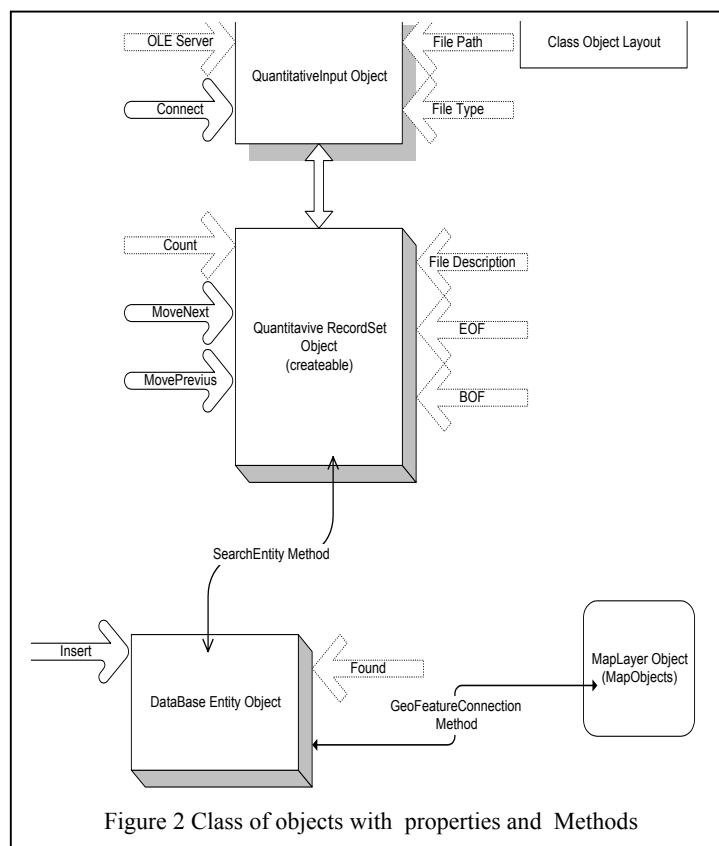 OLE Server
File Path
Class Object Layout
QuantitativeInput Object
Connect
File Type
Count
File Description
MoveNext
Quantitavive RecordSet
Object
(createable)
EOF
MovePrevius
BOF
SearchEntity Method
Insert
Found
DataBase Entity Object
MapLayer Object
(MapObjects)
GeoFeatureConnection
Method
Figure 2 Class of objects with properties and Methods